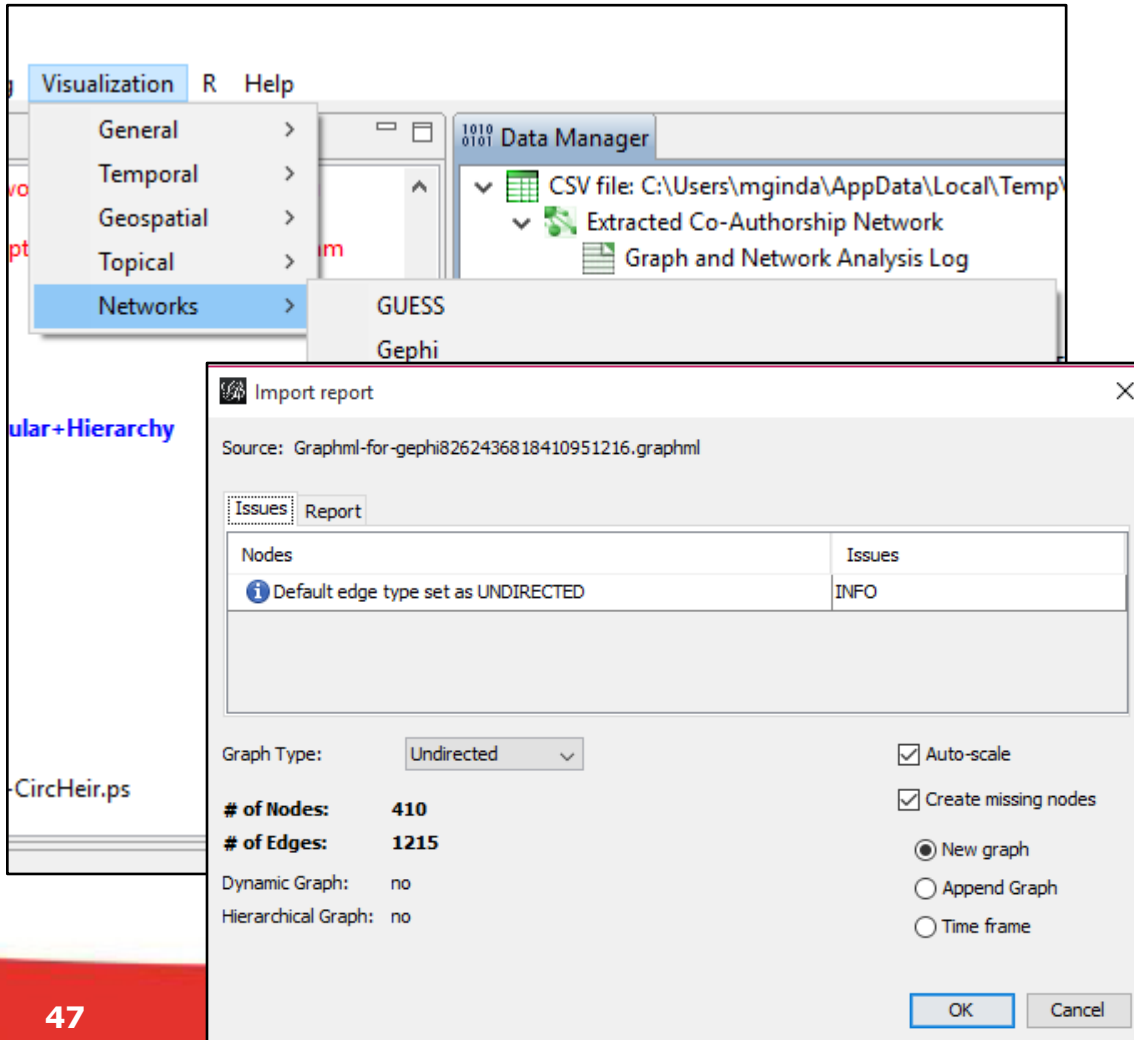 Visualization R Help
General
Temporal
Geospatial
Topical
Networks
GUESS
Gephi
Data Manager
CSV file: C:\Users\mginda\AppData\Local\Temp\
Extracted Co-Authorship Network
Graph and Network Analysis Log
ular+Hierarchy
-CircHeir.ps
Import report
Source: Graphml-for-gephi8262436818410951216.graphml
Issues Report
Nodes Issues
Default edge type set as UNDIRECTED INFO
Graph Type: Undirected
# of Nodes: 410
# of Edges: 1215
Dynamic Graph: no
Hierarchical Graph: no
Auto-scale
Create missing nodes
New graph
Append Graph
Time frame
OK Cancel
47